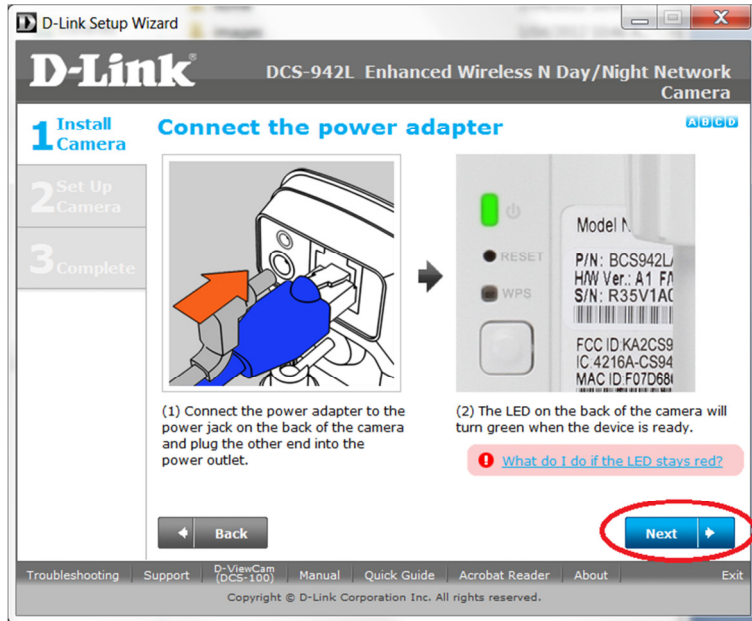 D-Link Setup Wizard
D-Link
DCS-942L Enhanced Wireless N Day/Night Network
Camera
1 Install
Camera
2 Set Up
Camera
3 Complete
Connect the power adapter
A B C D
RESET
WPS
Model
P/N: BCS942L/
H/W Ver.: A1
S/N: R35V1A
FCC ID:KA2CS9
IC:4216A-CS94
MAC ID:F07D68
(1) Connect the power adapter to the
power jack on the back of the camera
and plug the other end into the
power outlet.
(2) The LED on the back of the camera will
turn green when the device is ready.
What do I do if the LED stays red?
Back
Next
Troubleshooting
Support
D-ViewCam
(DCS-100)
Manual
Quick Guide
Acrobat Reader
About
Exit
Copyright © D-Link Corporation Inc. All rights reserved.